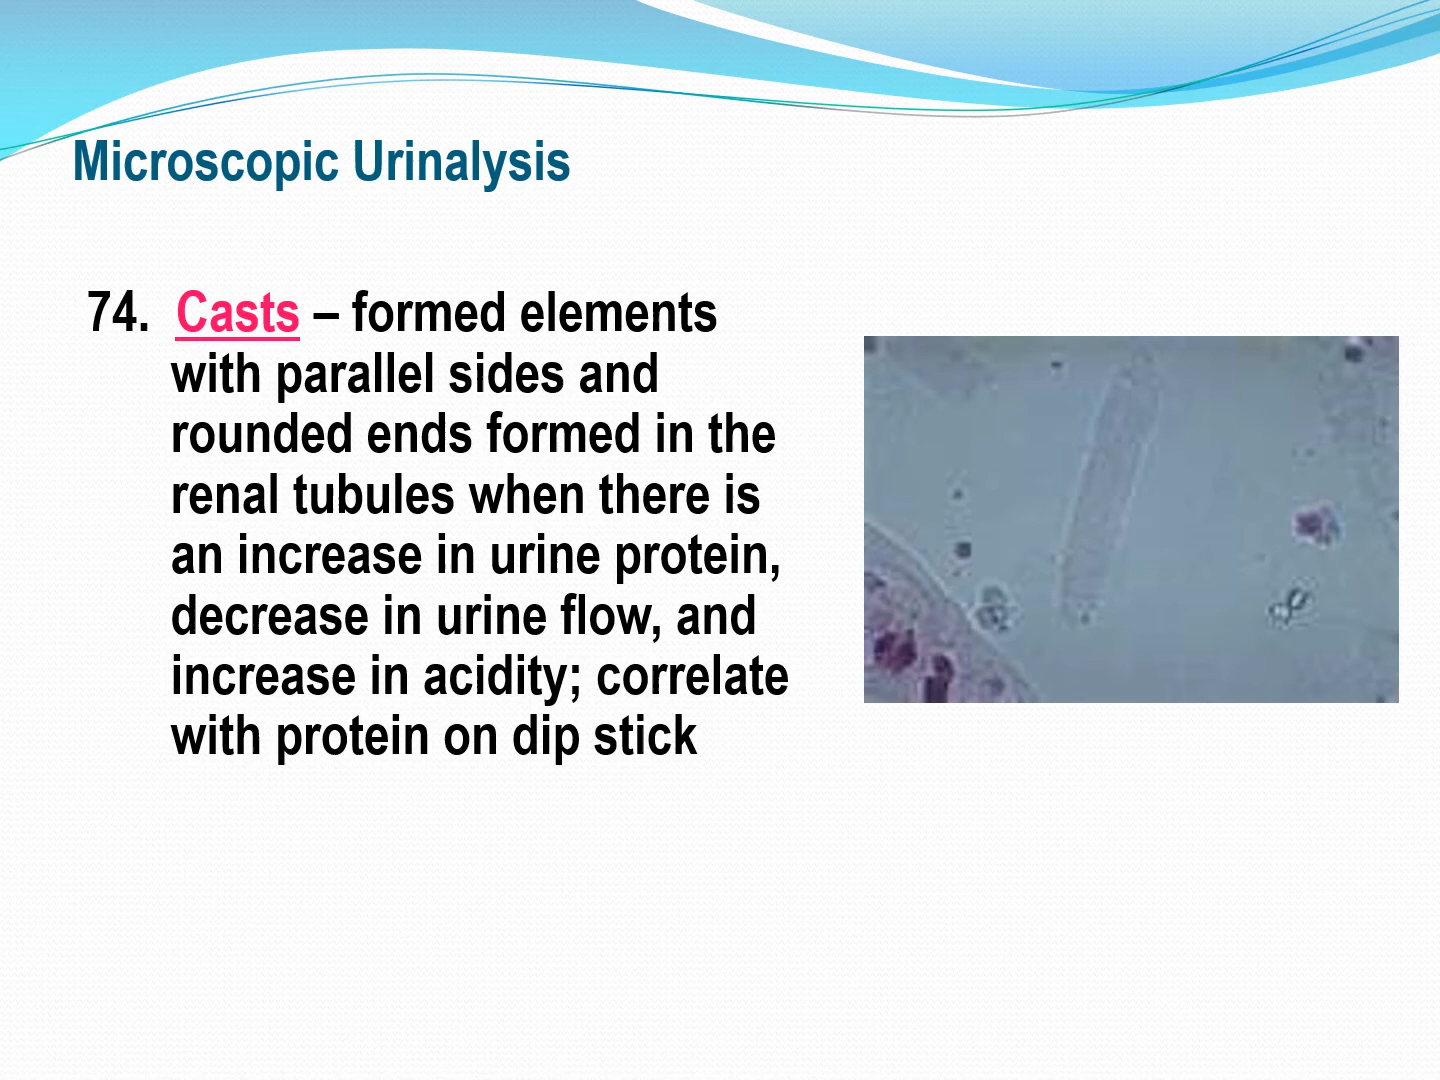 Microscopic Urinalysis
74. Casts – formed elements
with parallel sides and
rounded ends formed in the
renal tubules when there is
an increase in urine protein,
decrease in urine flow, and
increase in acidity; correlate
with protein on dip stick